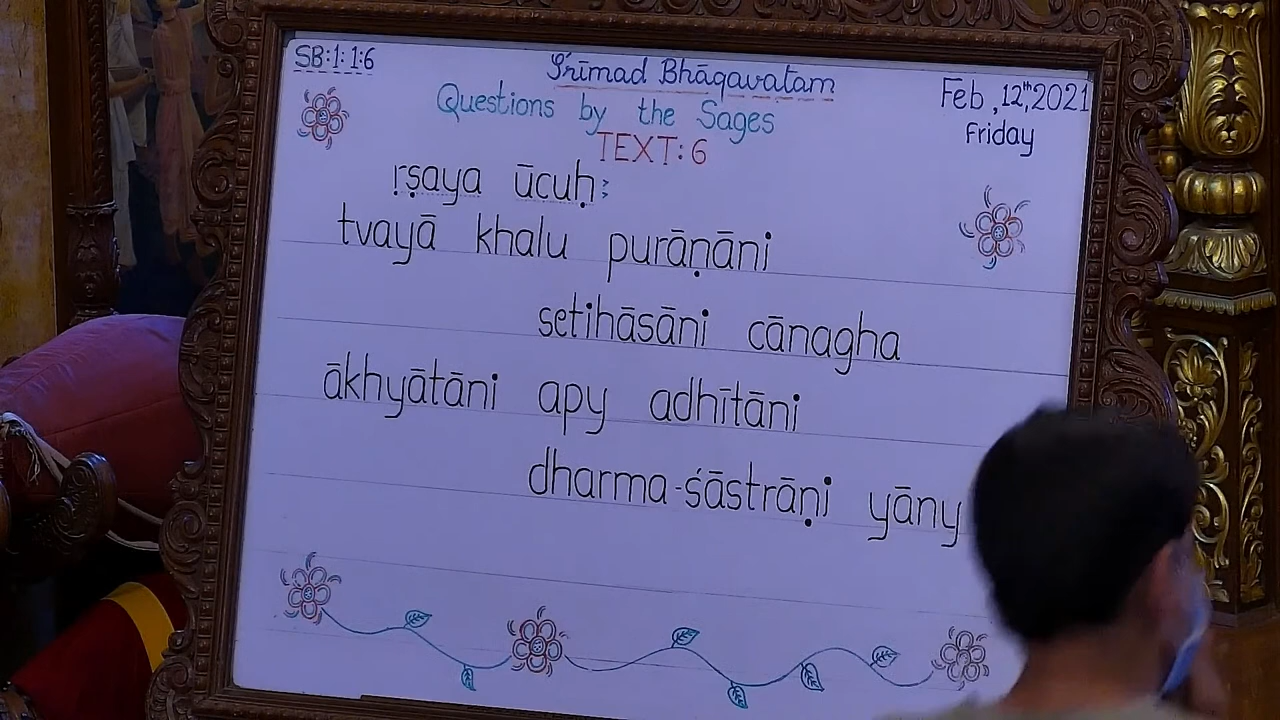 SB:1:1:6
Śrīmad Bhāgavatam
Feb, 12th, 2021
Friday
Questions by the Sages
TEXT: 6
ṛṣaya ūcuḥ:
tvayā khalu purāṇāni
setihāsāni cānagha
ākhyātāni apy adhītāni
dharma-śāstrāṇi yāny